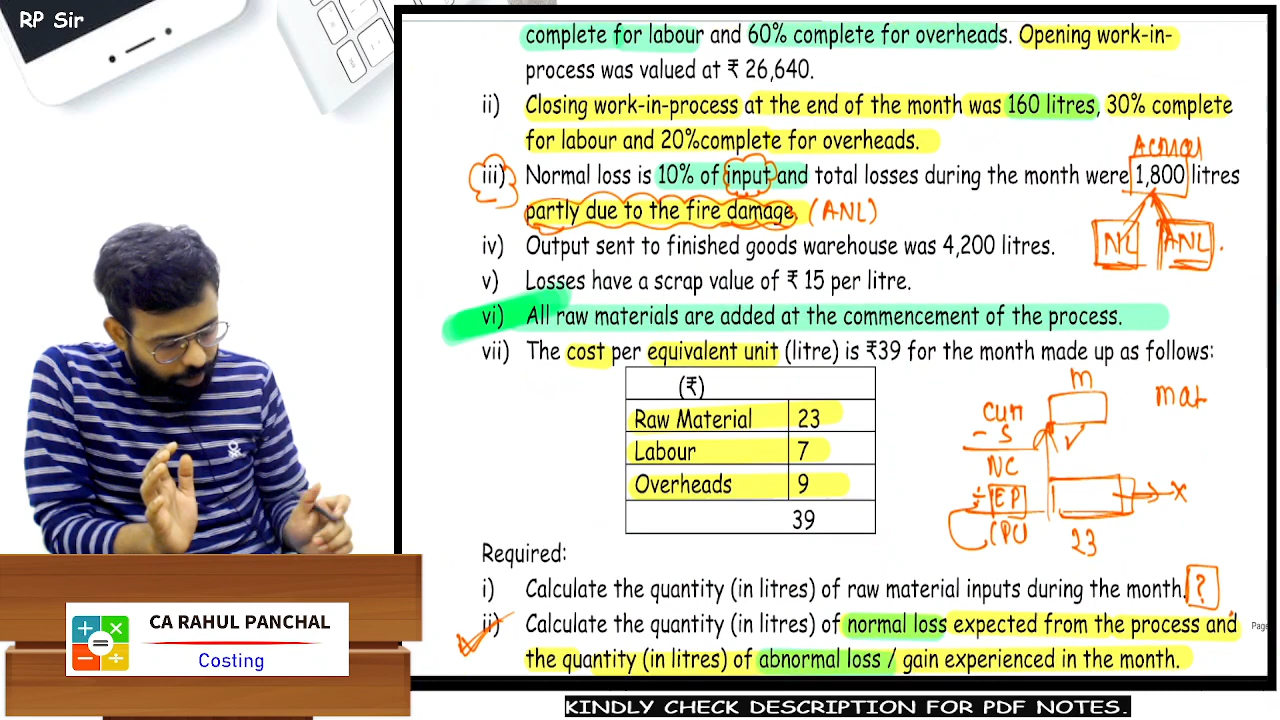 RP Sir
complete for labour and 60% complete for overheads. Opening work-in-
process was valued at ₹ 26,640.
ii) Closing work-in-process at the end of the month was 160 litres, 30% complete
for labour and 20%complete for overheads.
Actual
iii) Normal loss is 10% of input and total losses during the month were 1,800 litres
partly due to the fire damage. (ANL)
NL ANL
iv) Output sent to finished goods warehouse was 4,200 litres.
v) Losses have a scrap value of ₹ 15 per litre.
vi) All raw materials are added at the commencement of the process.
vii) The cost per equivalent unit (litre) is ₹39 for the month made up as follows:
(₹)
Raw Material 23
Labour 7
Overheads 9
39
m
mat
curr
- S
NC
÷ EP
CPU
x
23
Required:
i) Calculate the quantity (in litres) of raw material inputs during the month. ?
ii) Calculate the quantity (in litres) of normal loss expected from the process and
Page
the quantity (in litres) of abnormal loss / gain experienced in the month.
CA RAHUL PANCHAL
Costing
KINDLY CHECK DESCRIPTION FOR PDF NOTES.